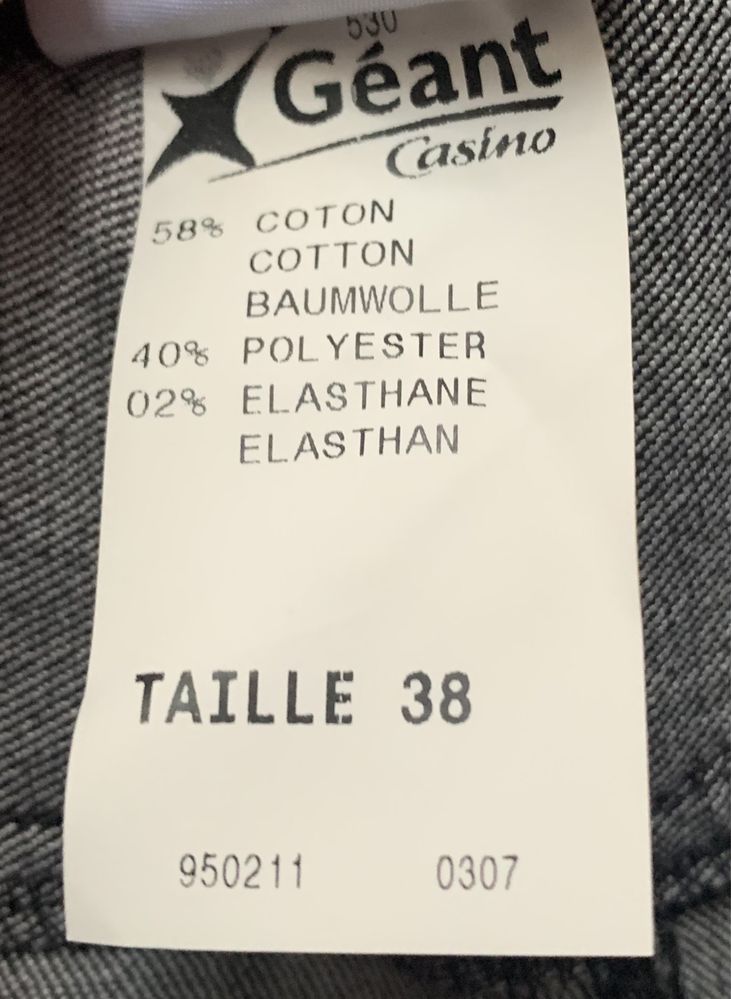 530
Géant
Casino
58% COTON
COTTON
BAUMWOLLE
40% POLYESTER
02% ELASTHANE
ELASTHAN
TAILLE 38
950211 0307